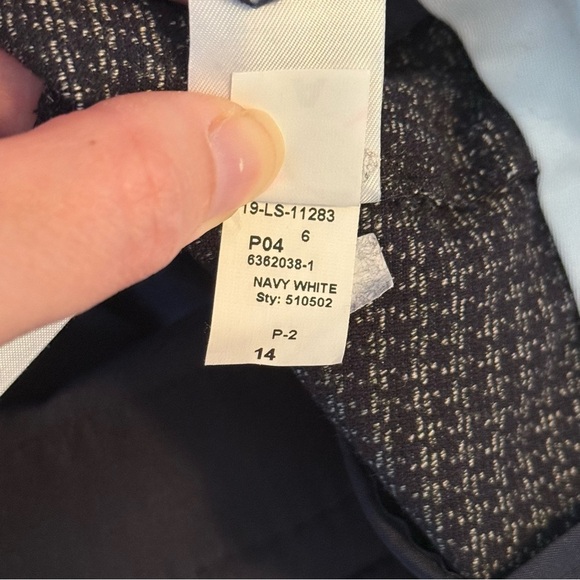 19-LS-11283
6
P04
6362038-1
NAVY WHITE
Sty: 510502
P-2
14